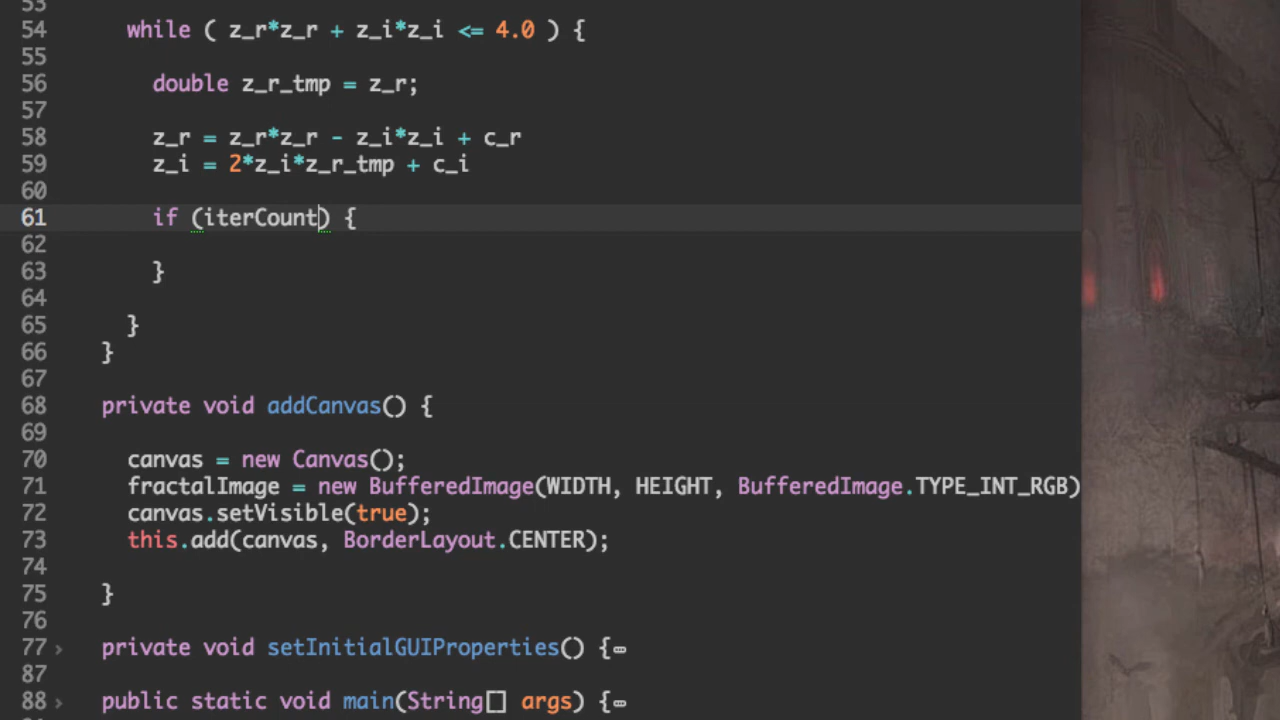 53
54 while ( z_r*z_r + z_i*z_i <= 4.0 ) {
55
56 double z_r_tmp = z_r;
57
58 z_r = z_r*z_r - z_i*z_i + c_r
59 z_i = 2*z_i*z_r_tmp + c_i
60
61 if (iterCount) {
62
63 }
64
65 }
66 }
67
68 private void addCanvas() {
69
70 canvas = new Canvas();
71 fractalImage = new BufferedImage(WIDTH, HEIGHT, BufferedImage.TYPE_INT_RGB)
72 canvas.setVisible(true);
73 this.add(canvas, BorderLayout.CENTER);
74
75 }
76
77 private void setInitialGUIProperties() {
87
88 public static void main(String[] args) {